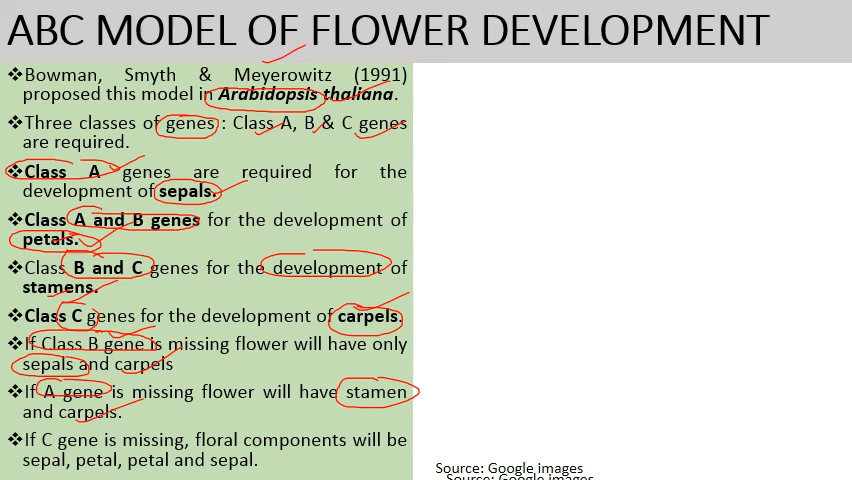 ABC MODEL OF FLOWER DEVELOPMENT
❖Bowman, Smyth & Meyerowitz (1991)
proposed this model in Arabidopsis thaliana.
❖Three classes of genes : Class A, B & C genes
are required.
❖Class A genes are required for the
development of sepals.
❖Class A and B genes for the development of
petals.
❖Class B and C genes for the development of
stamens.
❖Class C genes for the development of carpels.
❖If Class B gene is missing flower will have only
sepals and carpels
❖If A gene is missing flower will have stamen
and carpels.
❖If C gene is missing, floral components will be
sepal, petal, petal and sepal.
Source: Google images
Source: Google images